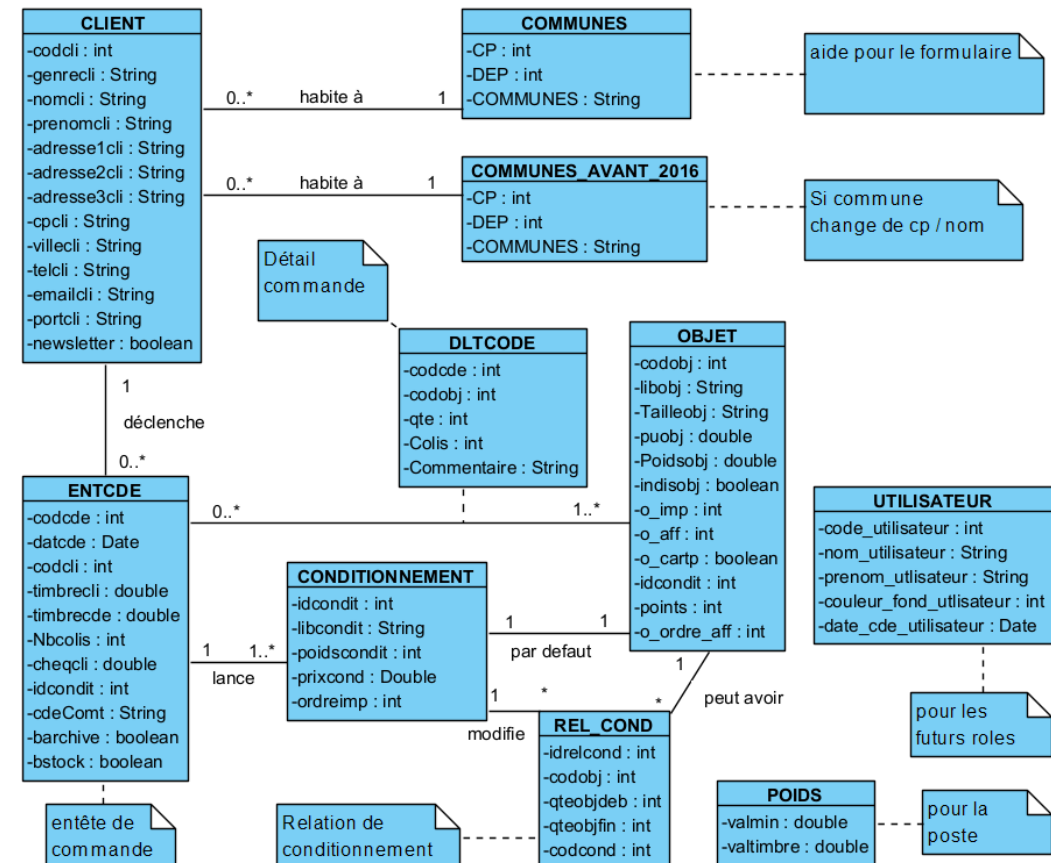 CLIENT
-codcli : int
-genrecli : String
-nomcli : String
-prenomcli : String
-adresse1cli : String
-adresse2cli : String
-adresse3cli : String
-cpcli : String
-villecli : String
-telcli : String
-emailcli : String
-portcli : String
-newsletter : boolean
COMMUNES
-CP : int
-DEP : int
-COMMUNES : String
aide pour le formulaire
0..*
habite à
1
COMMUNES_AVANT_2016
-CP : int
-DEP : int
-COMMUNES : String
Si commune
change de cp / nom
0..*
habite à
1
Détail
commande
DLTCODE
-codcde : int
-codobj : int
-qte : int
-Colis : int
-Commentaire : String
OBJET
-codobj : int
-libobj : String
-Tailleobj : String
-puobj : double
-Poidsobj : double
-indisobj : boolean
-o_imp : int
-o_aff : int
-o_cartp : boolean
-idcondit : int
-points : int
-o_ordre_aff : int
1
déclenche
0..*
ENTCDE
-codcde : int
-datcde : Date
-codcli : int
-timbrecli : double
-timbrecde : double
-Nbcolis : int
-cheqcli : double
-idcondit : int
-cdeComt : String
-barchive : boolean
-bstock : boolean
0..*
1..*
UTILISATEUR
-code_utilisateur : int
-nom_utilisateur : String
-prenom_utlisateur : String
-couleur_fond_utlisateur : int
-date_cde_utilisateur : Date
CONDITIONNEMENT
-idcondit : int
-libcondit : String
-poidscondit : int
-prixcond : Double
-ordreimp : int
1
1..*
lance
1
1
par defaut
1
*
modifie
1
*
peut avoir
REL_COND
-idrelcond : int
-codobj : int
-qteobjdeb : int
-qteobjfin : int
-codcond : int
pour les
futurs roles
POIDS
-valmin : double
-valtimbre : double
pour la
poste
entête de
commande
Relation de
conditionnement